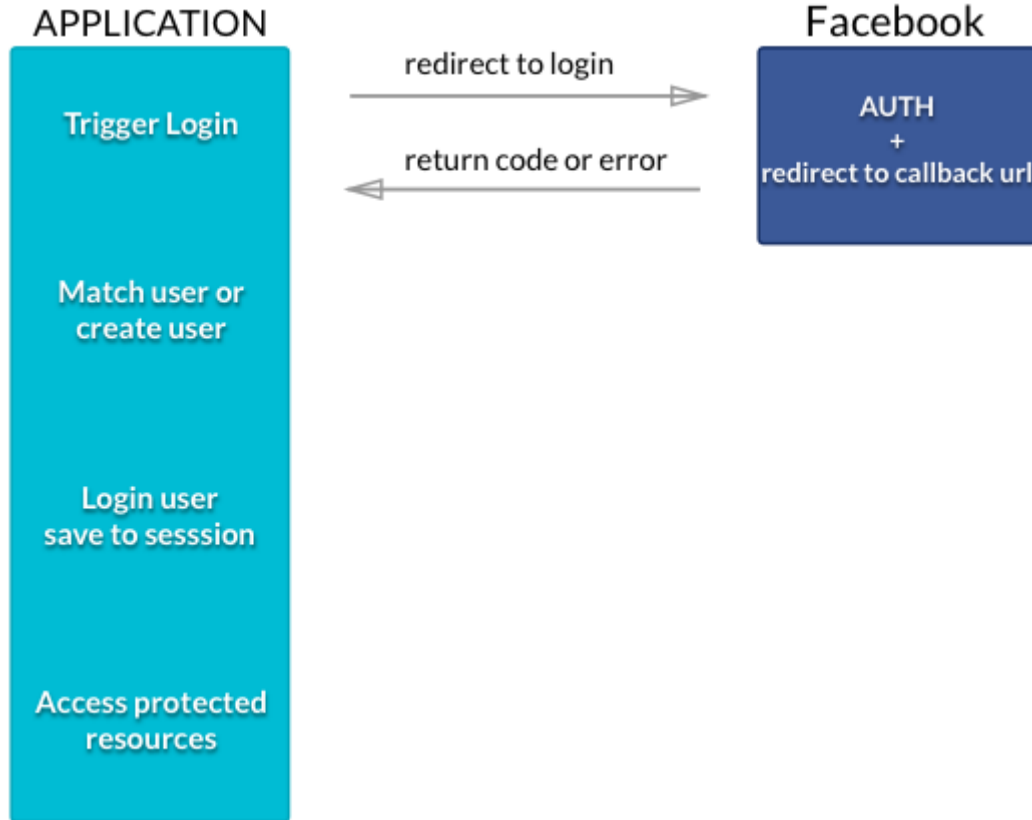 APPLICATION
Facebook
Trigger Login
redirect to login
return code or error
AUTH
+
redirect to callback url
Match user or
create user
Login user
save to sesssion
Access protected
resources